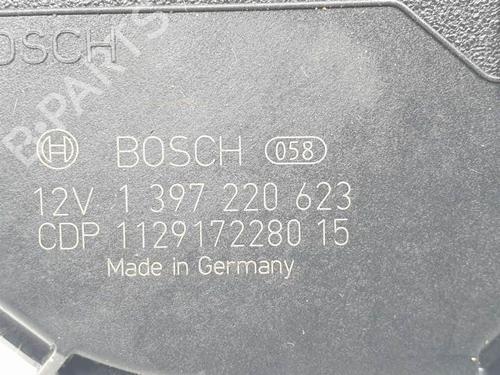 BOSCH
B-PARTS
BOSCH 058
12V 1 397 220 623
CDP 1129172280 15
Made in Germany